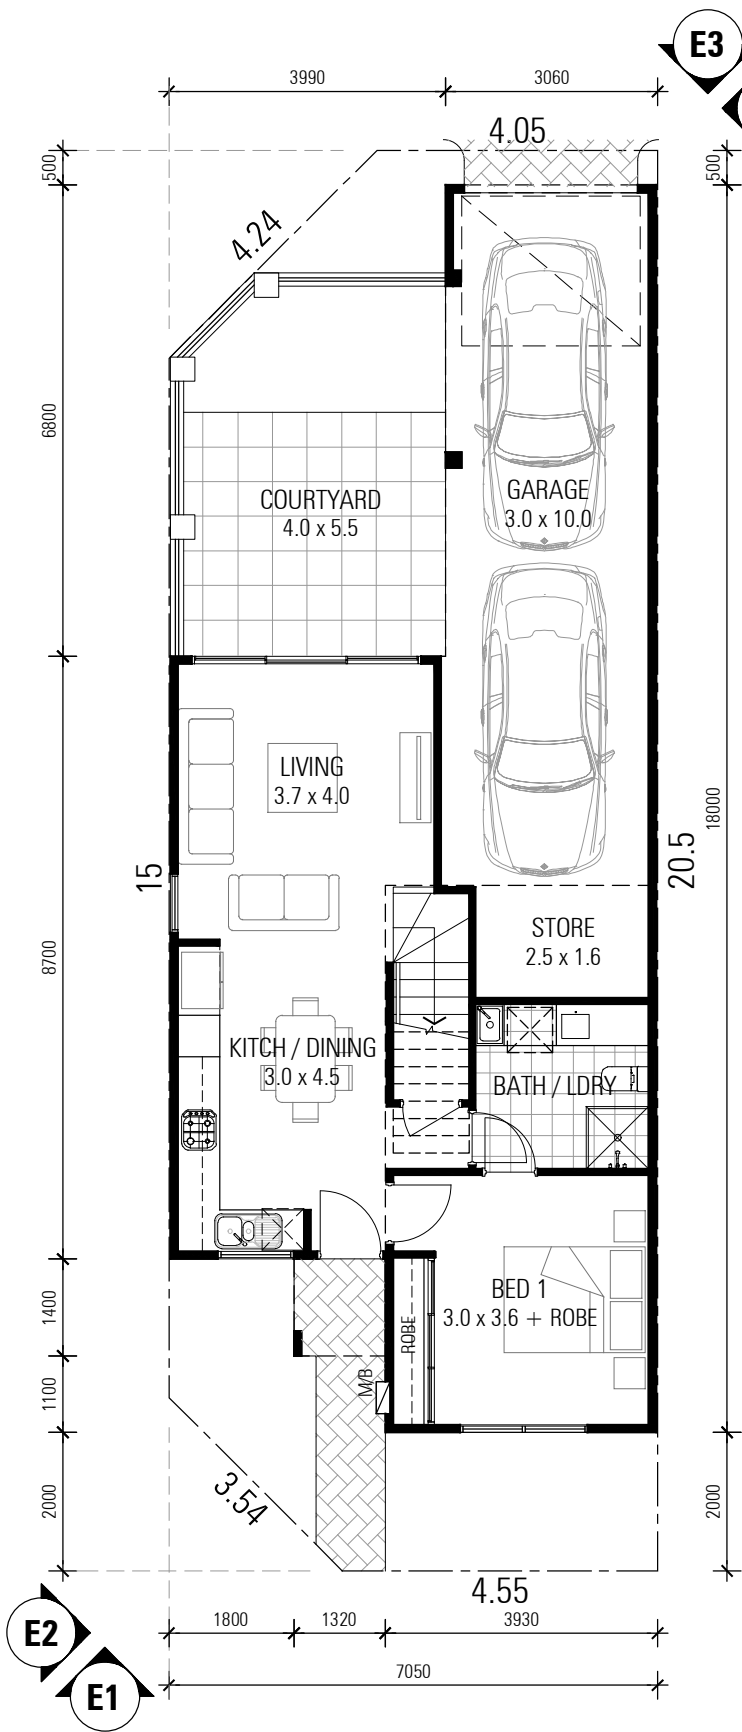 E3
3990
3060
4.05
500
500
4.24
6800
COURTYARD
4.0 x 5.5
GARAGE
3.0 x 10.0
LIVING
3.7 x 4.0
15
20.5
18000
8700
STORE
2.5 x 1.6
KITCH / DINING
3.0 x 4.5
BATH / LDRY
1400
BED 1
3.0 x 3.6 + ROBE
ROBE
M/B
1100
3.54
2000
2000
4.55
1800
1320
3930
E2
7050
E1